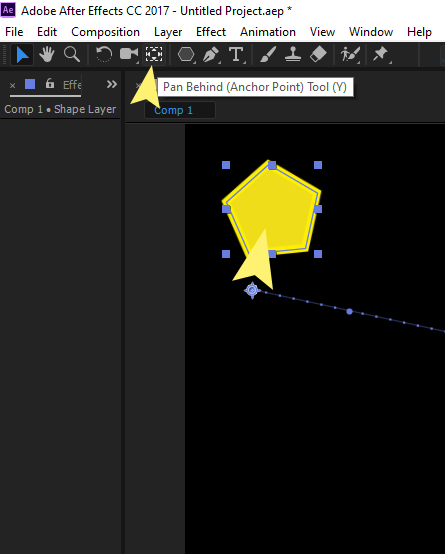 Ae Adobe After Effects CC 2017 - Untitled Project.aep *
File Edit Composition Layer Effect Animation View Window Help
T
Pan Behind (Anchor Point) Tool (Y)
× Effe »
Comp 1 • Shape Layer
Comp 1